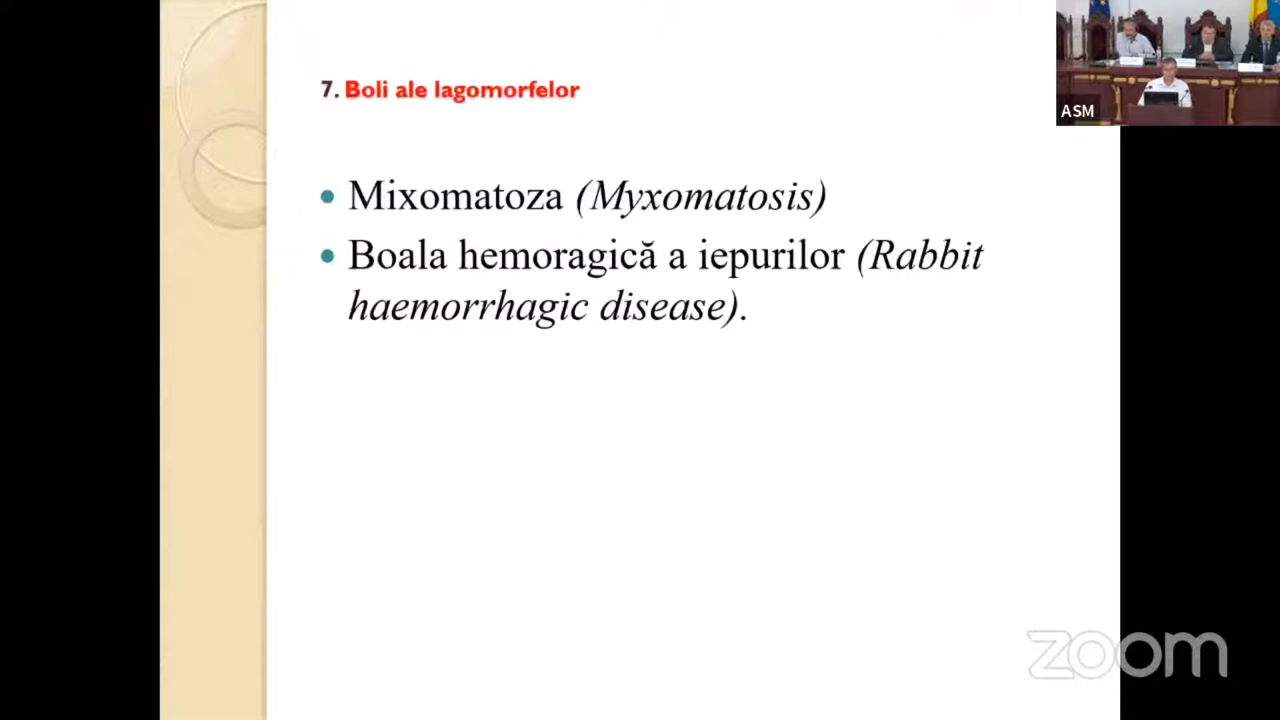 7. Boli ale lagomorfelor
• Mixomatoza (Myxomatosis)
• Boala hemoragică a iepurilor (Rabbit
haemorrhagic disease).
ASM
zoom